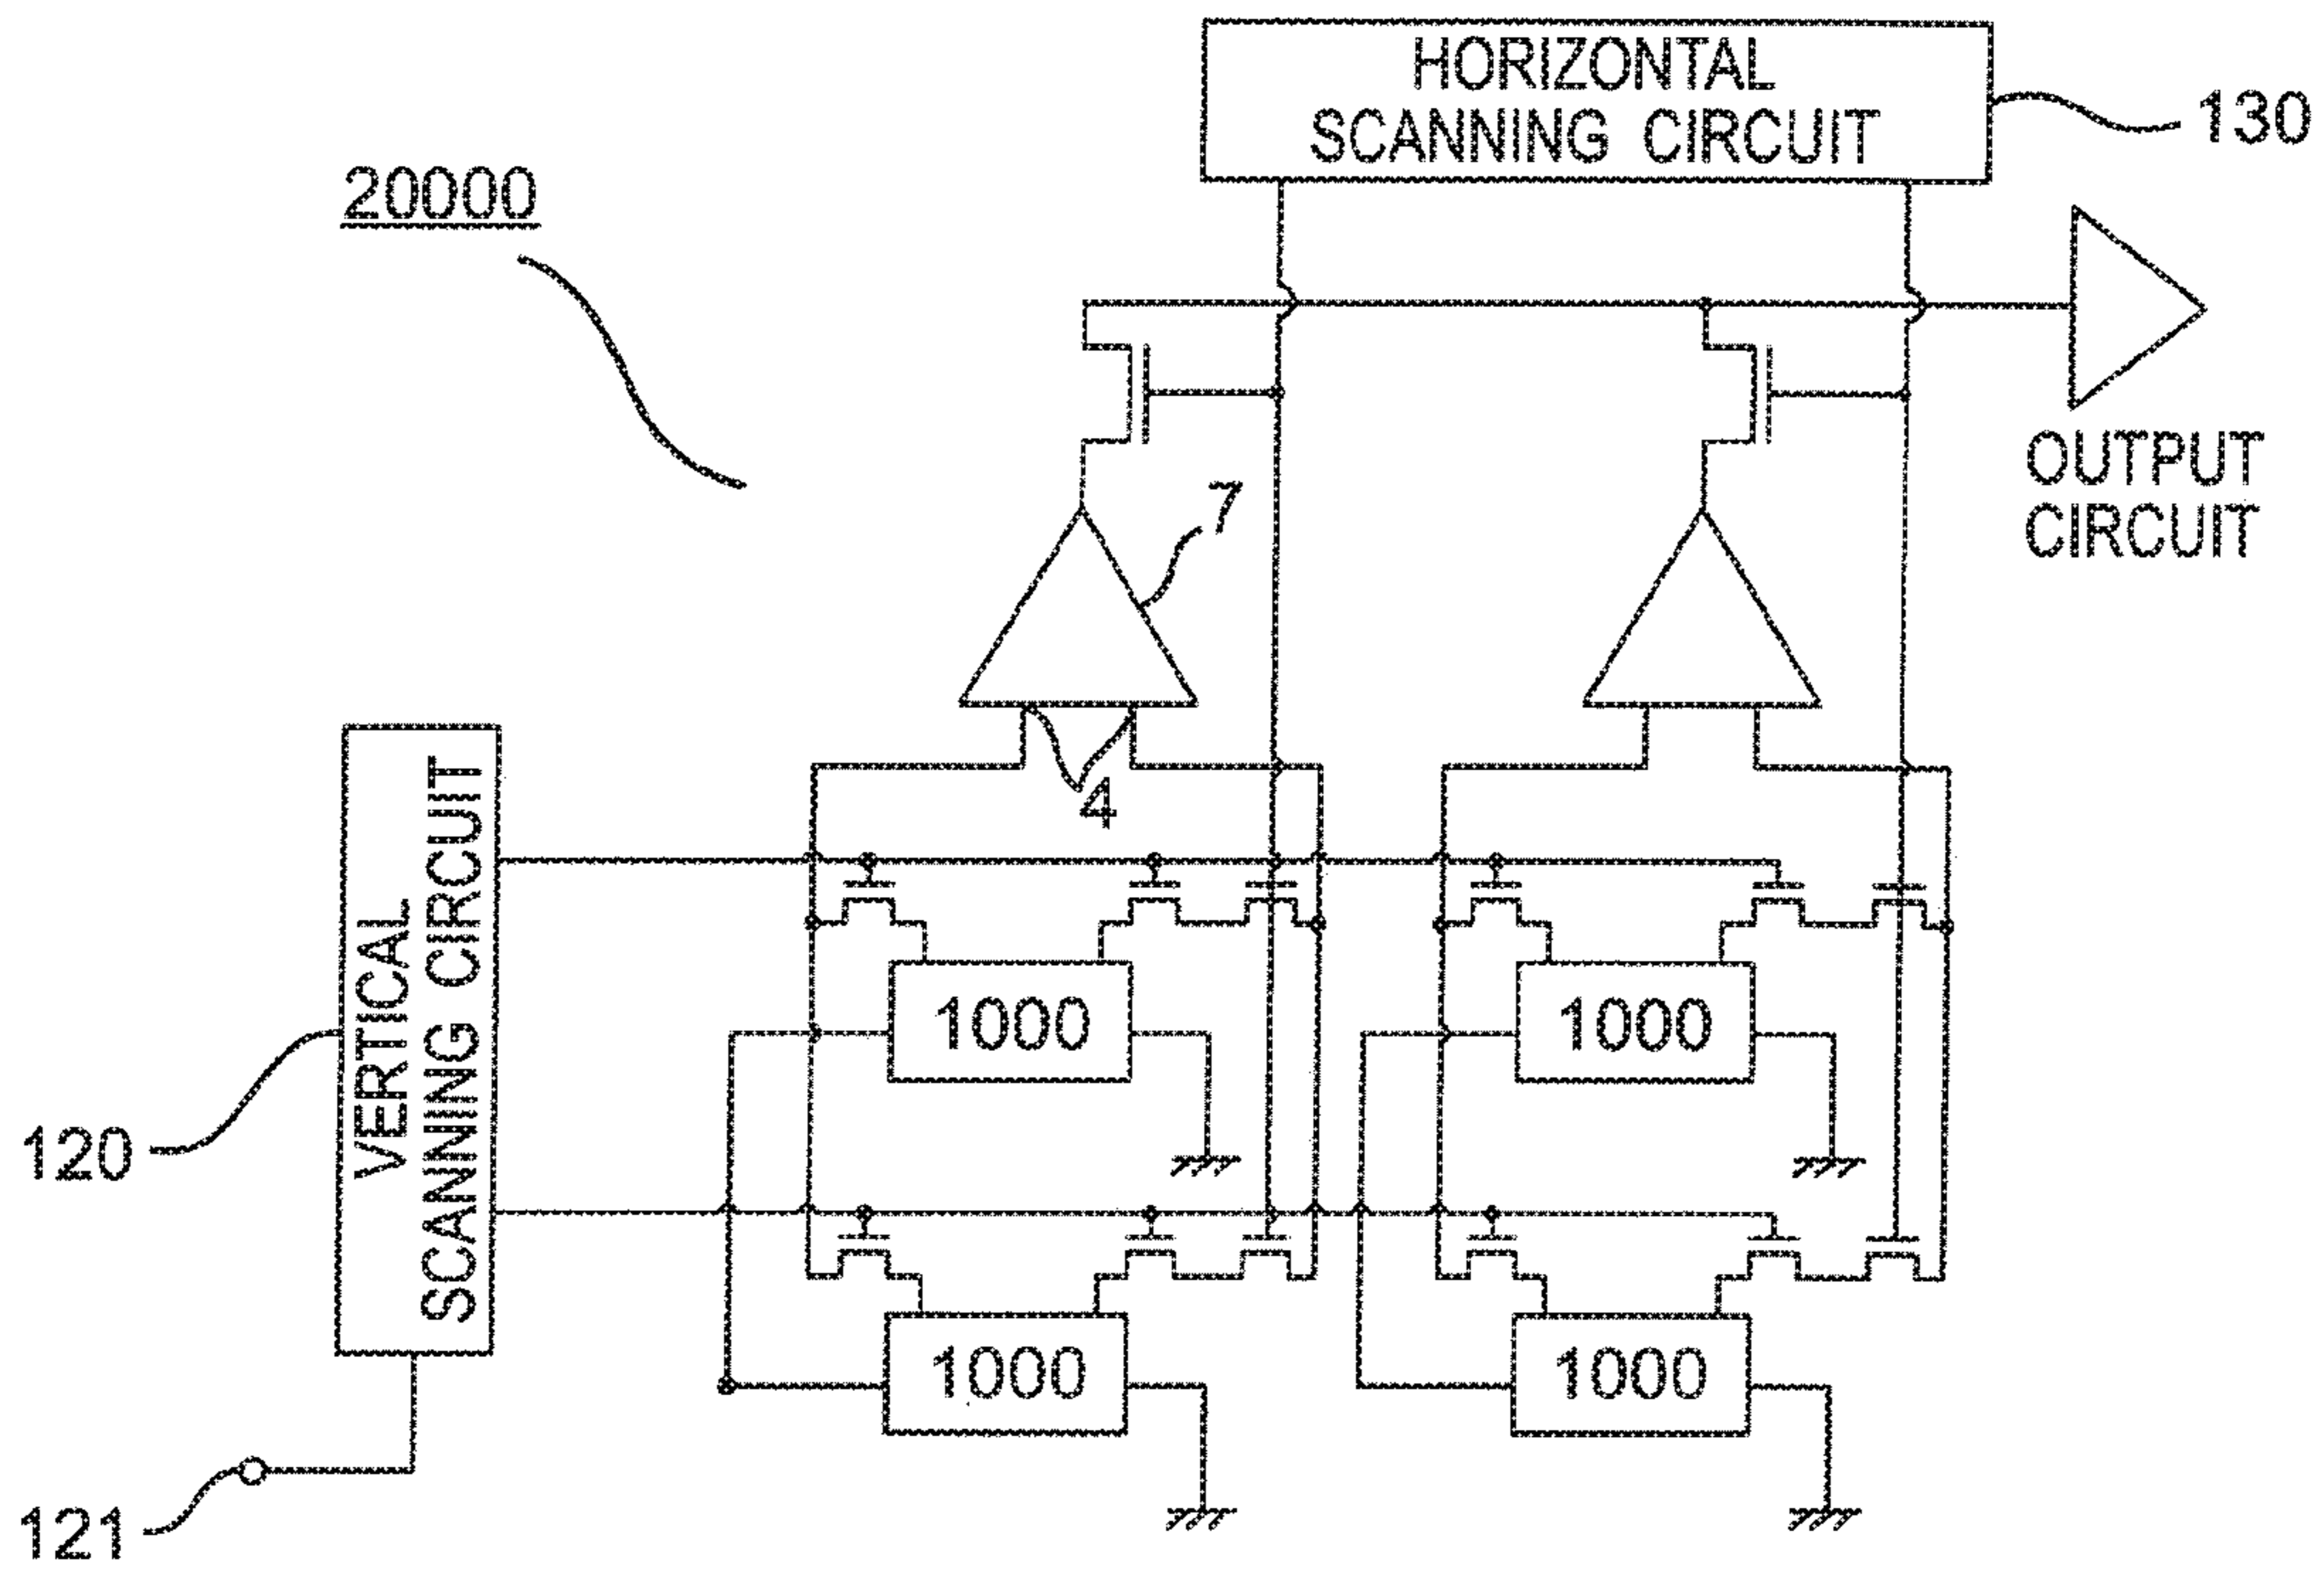 HORIZONTAL
SCANNING CIRCUIT
130
20000
OUTPUT
CIRCUIT
7
4
VERTICAL
SCANNING CIRCUIT
1000
1000
120
1000
1000
121